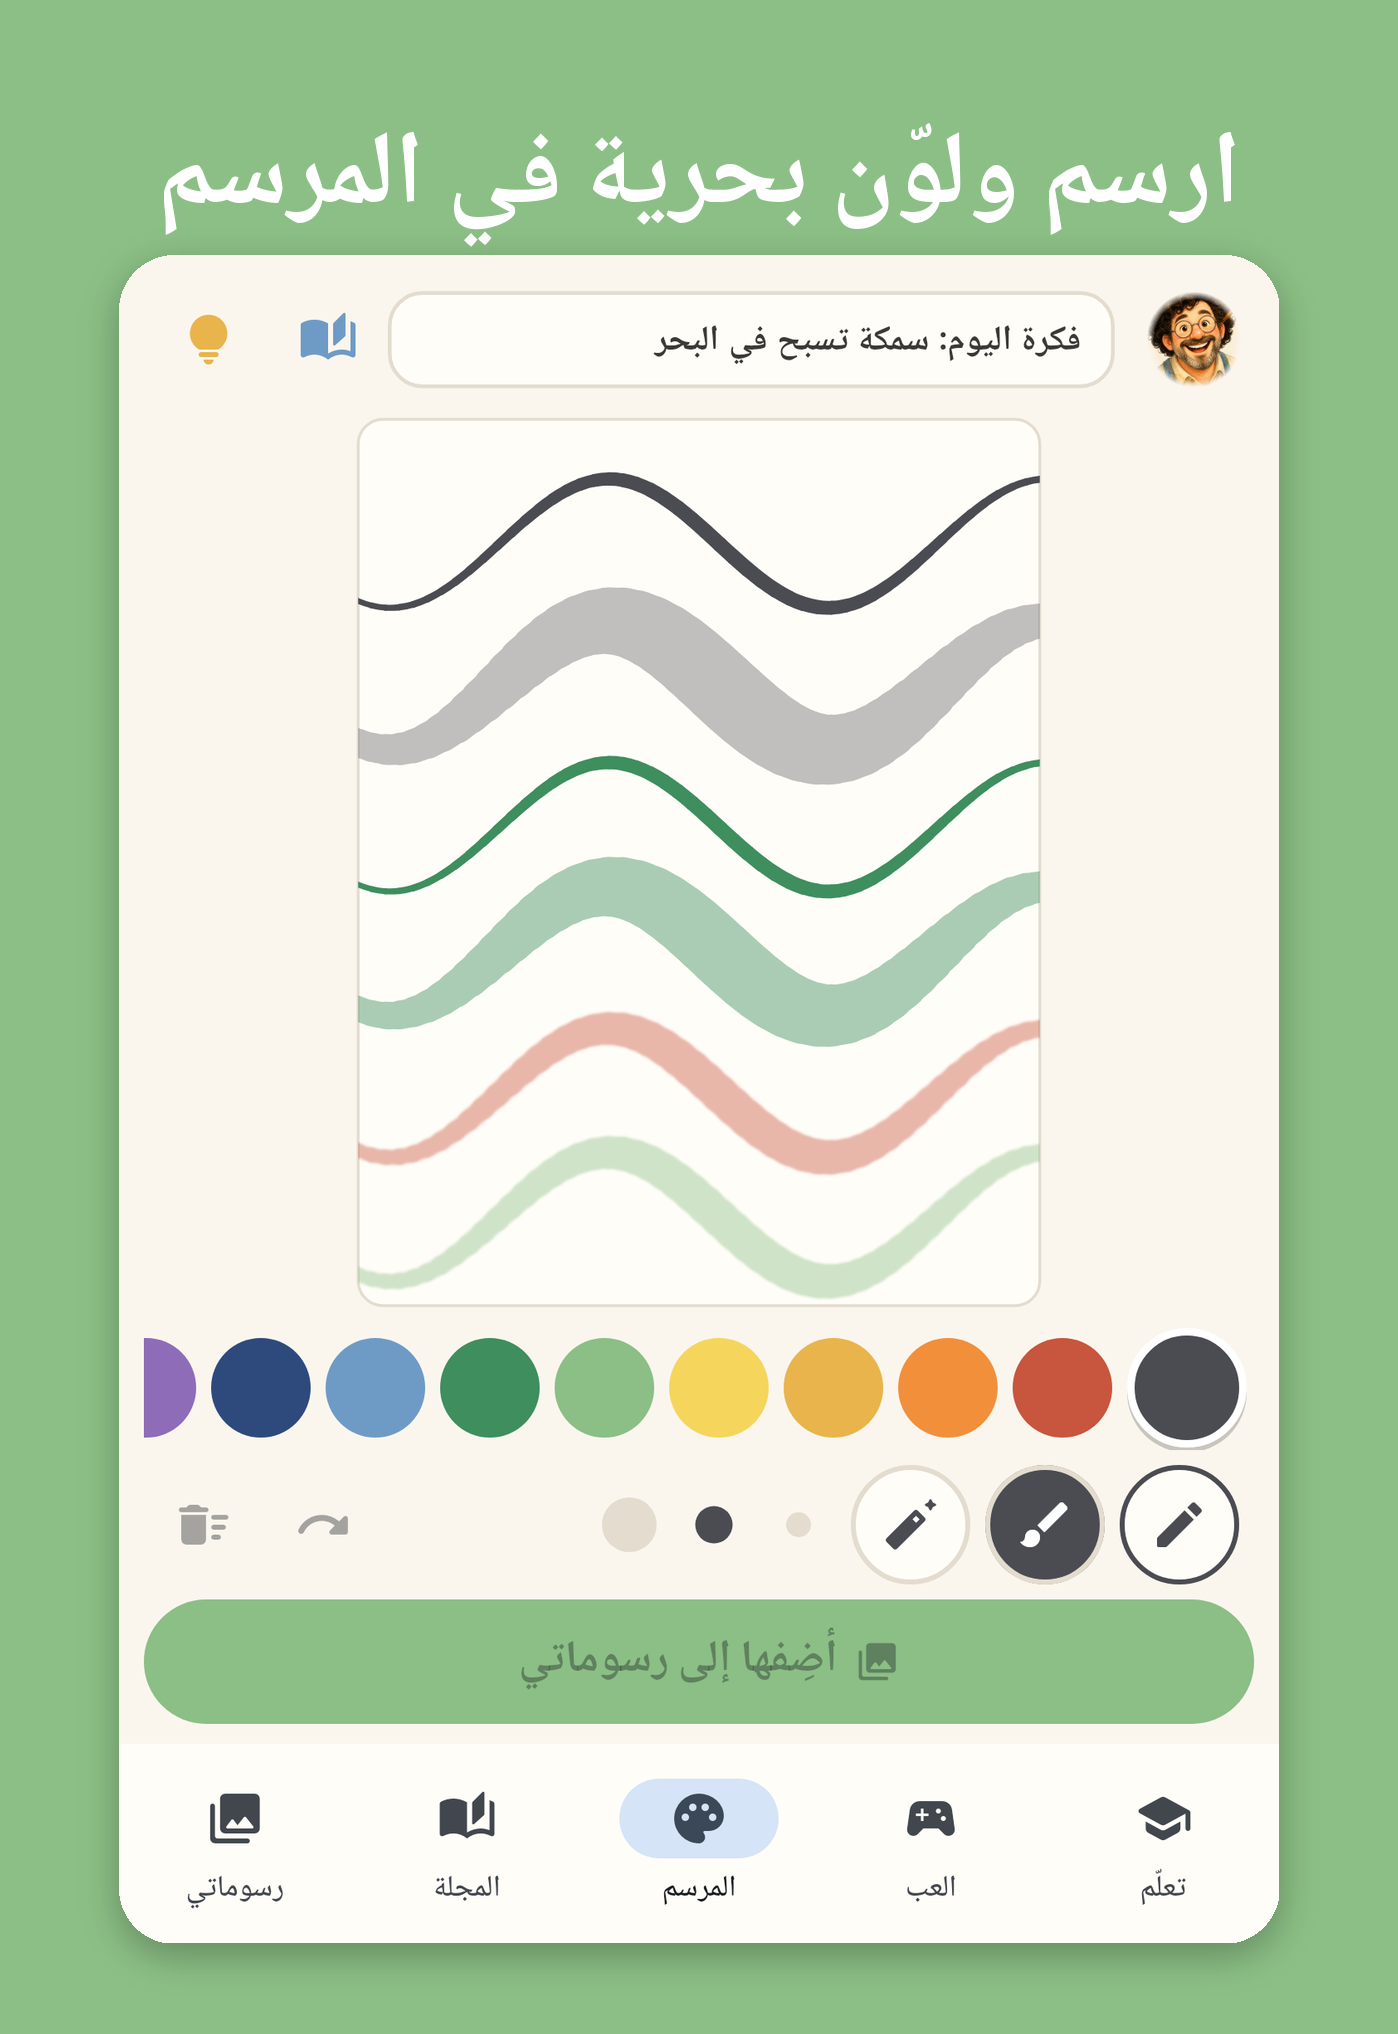 ارسم ولوّن بحرية في المرسم
فكرة اليوم: سمكة تسبح في البحر
أضِفها إلى رسوماتي
تعلّم
العب
المرسم
المجلة
رسوماتي